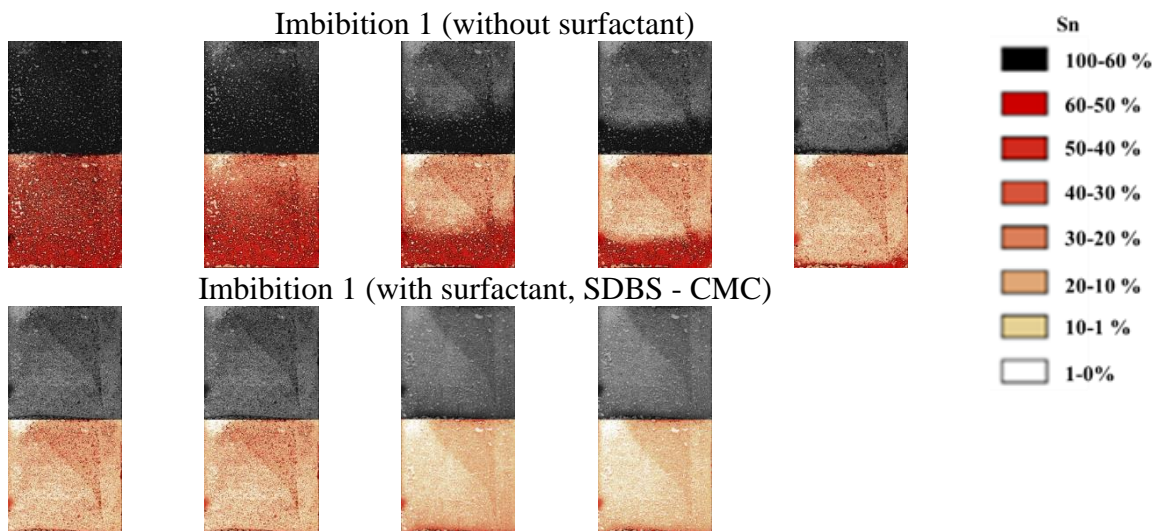 Imbibition 1 (without surfactant)
Sn
100-60 %
60-50 %
50-40 %
40-30 %
30-20 %
20-10 %
10-1 %
1-0%
Imbibition 1 (with surfactant, SDBS - CMC)